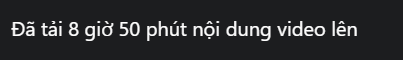 Đã tải 8 giờ 50 phút nội dung video lên